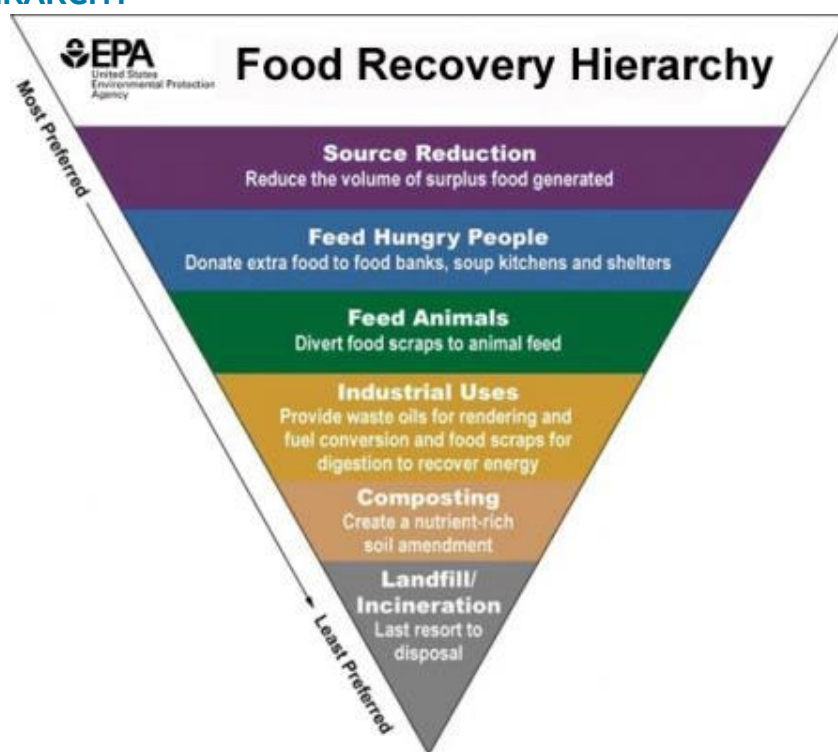 EPA
United States
Environmental Protection
Agency
Food Recovery Hierarchy
Most Preferred
Source Reduction
Reduce the volume of surplus food generated
Feed Hungry People
Donate extra food to food banks, soup kitchens and shelters
Feed Animals
Divert food scraps to animal feed
Industrial Uses
Provide waste oils for rendering and
fuel conversion and food scraps for
digestion to recover energy
Composting
Create a nutrient-rich
soil amendment
Landfill/
Incineration
Last resort to
disposal
Least Preferred